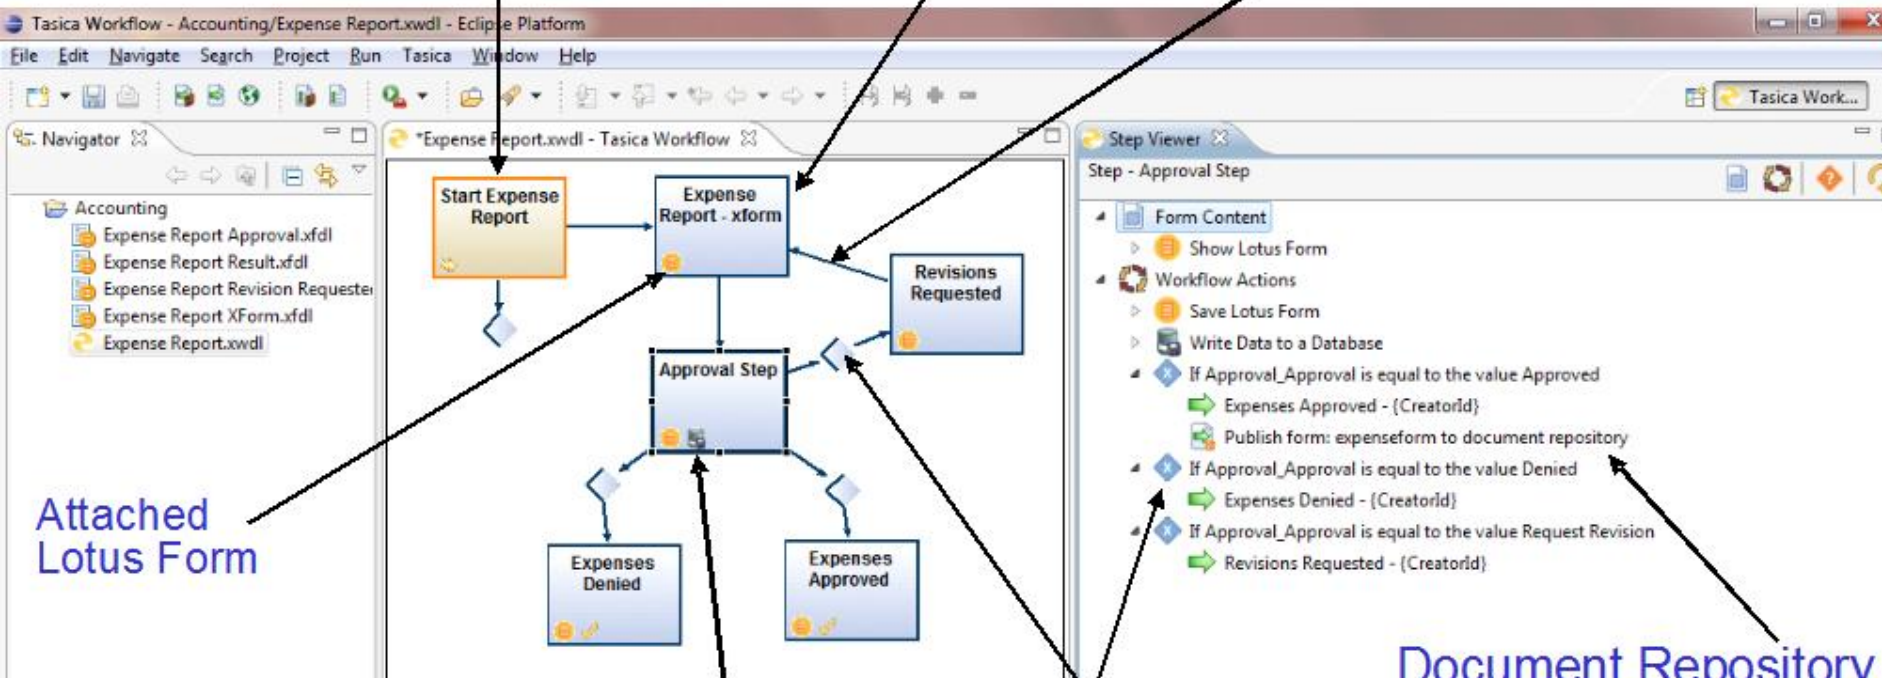 Tasica Workflow - Accounting/Expense Report.xwdl - Eclipse Platform
File Edit Navigate Search Project Run Tasica Window Help
Tasica Work...
Navigator
Accounting
Expense Report Approval.xfdl
Expense Report Result.xfdl
Expense Report Revision Requeste
Expense Report XForm.xfdl
Expense Report.xwdl
*Expense Report.xwdl - Tasica Workflow
Start Expense
Report
Expense
Report - xform
Revisions
Requested
Approval Step
Expenses
Denied
Expenses
Approved
Attached
Lotus Form
Step Viewer
Step - Approval Step
Form Content
Show Lotus Form
Workflow Actions
Save Lotus Form
Write Data to a Database
If Approval_Approval is equal to the value Approved
Expenses Approved - {CreatorId}
Publish form: expenseform to document repository
If Approval_Approval is equal to the value Denied
Expenses Denied - {CreatorId}
If Approval_Approval is equal to the value Request Revision
Revisions Requested - {CreatorId}
Document Repository